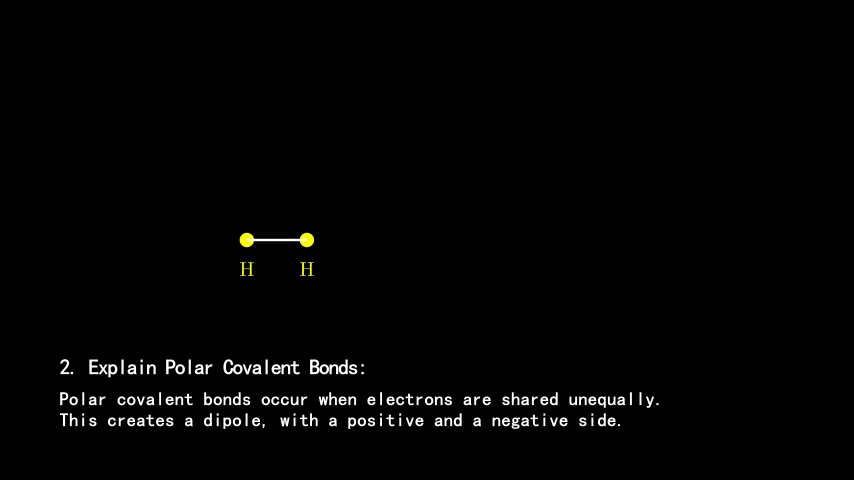 H H
2. Explain Polar Covalent Bonds:
Polar covalent bonds occur when electrons are shared unequally.
This creates a dipole, with a positive and a negative side.